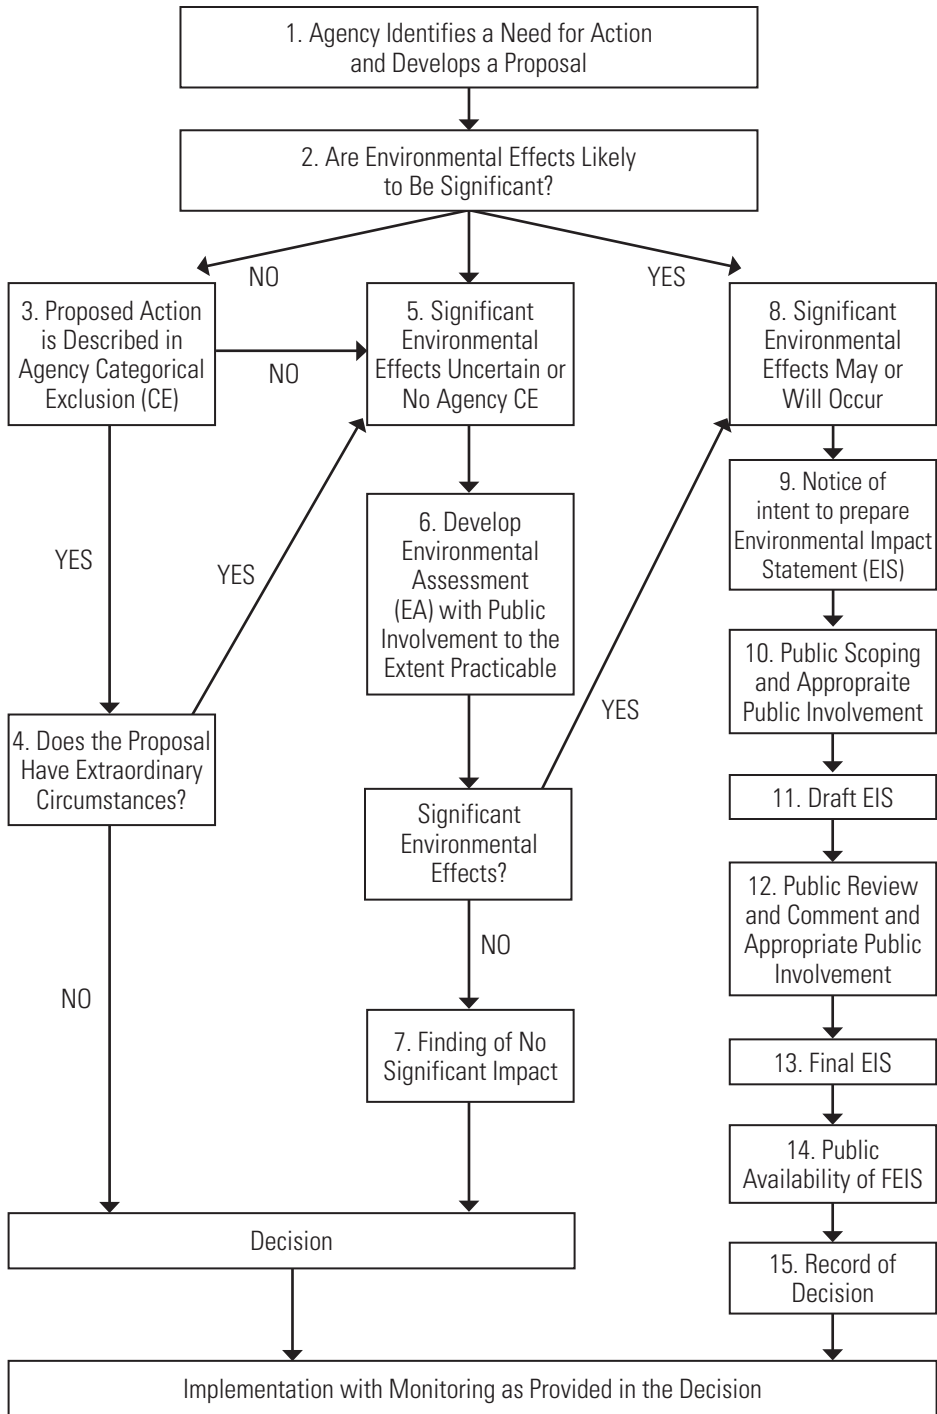 1. Agency Identifies a Need for Action
and Develops a Proposal
2. Are Environmental Effects Likely
to Be Significant?
NO
YES
3. Proposed Action
is Described in
Agency Categorical
Exclusion (CE)
NO
5. Significant
Environmental
Effects Uncertain or
No Agency CE
8. Significant
Environmental
Effects May or
Will Occur
YES
YES
6. Develop
Environmental
Assessment
(EA) with Public
Involvement to the
Extent Practicable
9. Notice of
intent to prepare
Environmental Impact
Statement (EIS)
10. Public Scoping
and Appropraite
Public Involvement
YES
4. Does the Proposal
Have Extraordinary
Circumstances?
Significant
Environmental
Effects?
11. Draft EIS
12. Public Review
and Comment and
Appropriate Public
Involvement
NO
NO
7. Finding of No
Significant Impact
13. Final EIS
14. Public
Availability of FEIS
Decision
15. Record of
Decision
Implementation with Monitoring as Provided in the Decision